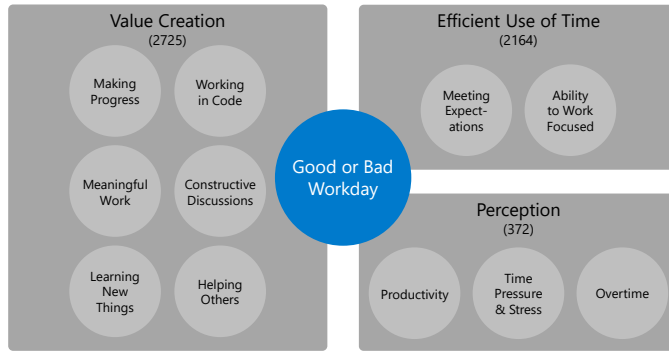 Value Creation
(2725)
Making
Progress
Working
in Code
Meaningful
Work
Constructive
Discussions
Learning
New
Things
Helping
Others
Good or Bad
Workday
Efficient Use of Time
(2164)
Meeting
Expect-
ations
Ability
to Work
Focused
Perception
(372)
Productivity
Time
Pressure
& Stress
Overtime